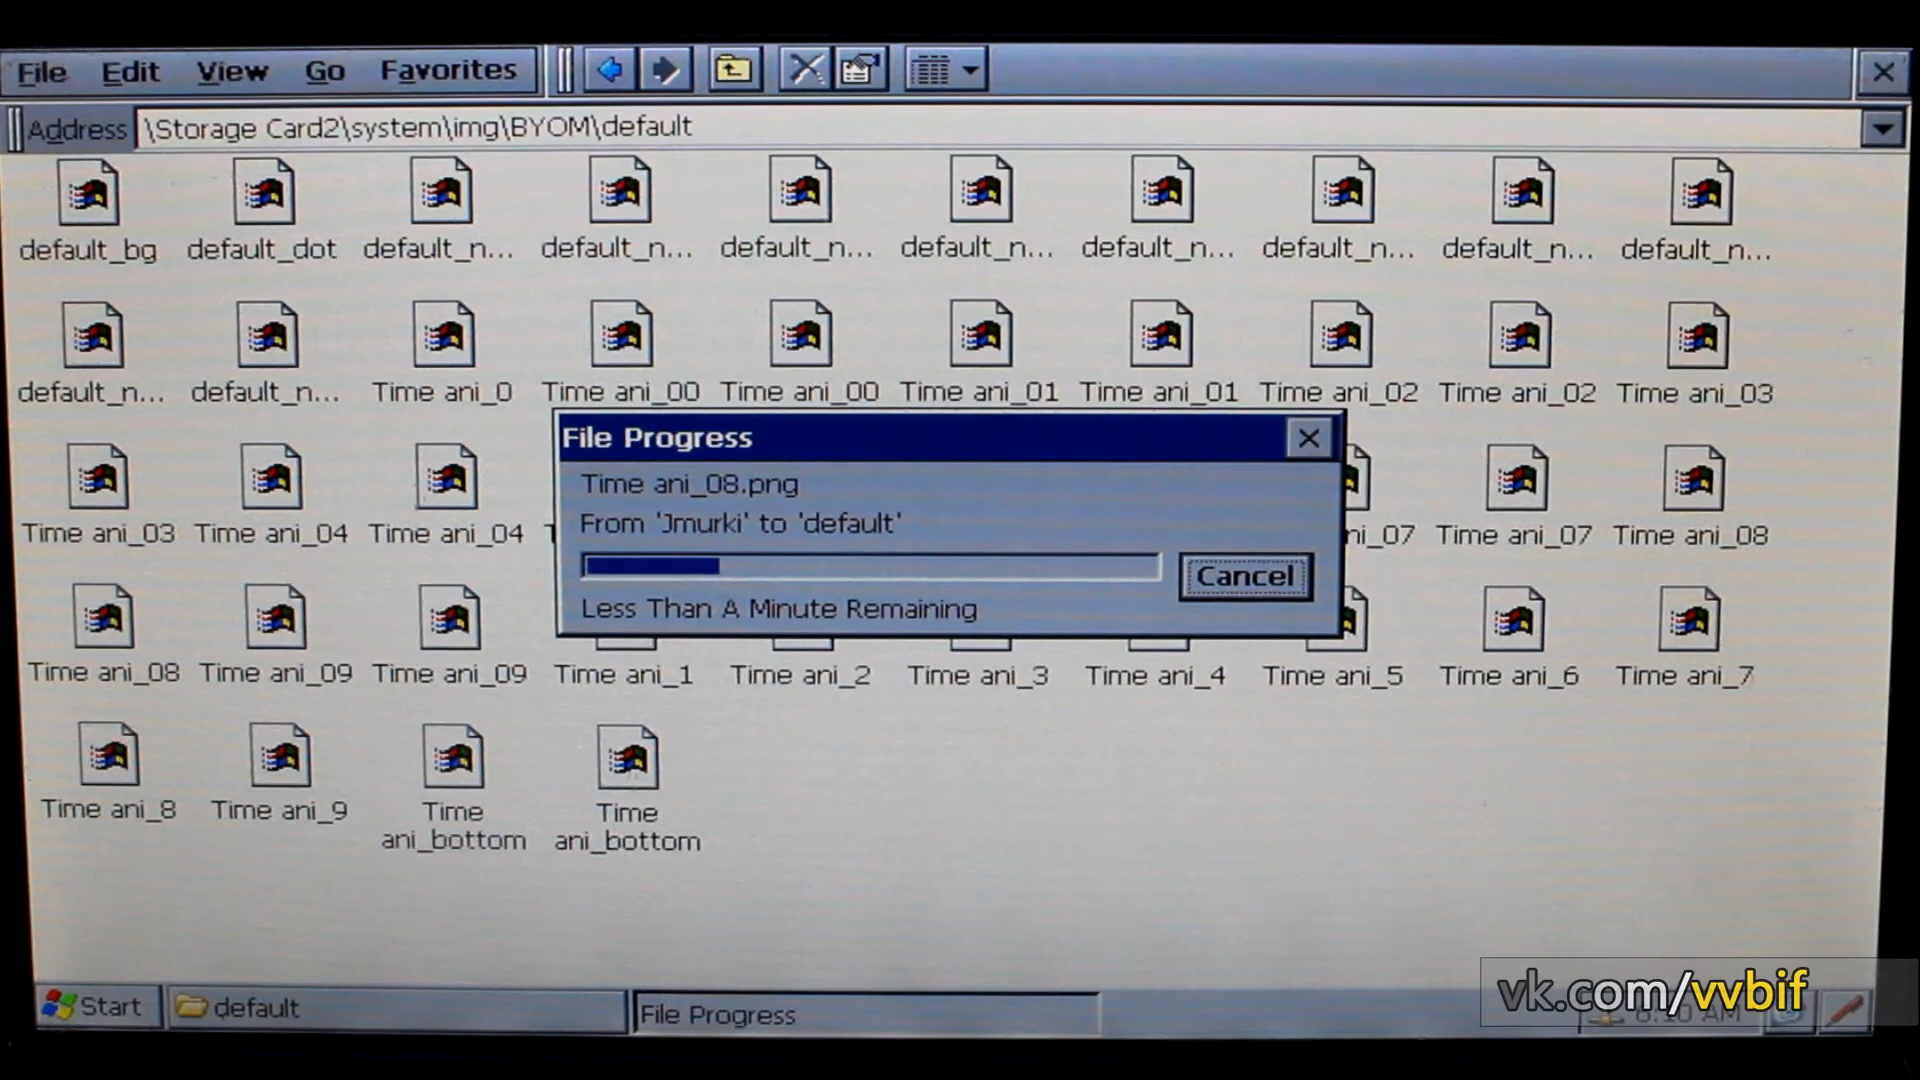 File Edit View Go Favorites
Address \Storage Card2\system\img\BYOM\default
default_bg default_dot default_n... default_n... default_n... default_n... default_n... default_n... default_n... default_n...
default_n... default_n... Time ani_0 Time ani_00 Time ani_00 Time ani_01 Time ani_01 Time ani_02 Time ani_02 Time ani_03
File Progress
Time ani_08.png
From 'Jmurki' to 'default'
Cancel
Less Than A Minute Remaining
Time ani_03 Time ani_04 Time ani_04 ni_07 Time ani_07 Time ani_08
Time ani_08 Time ani_09 Time ani_09 Time ani_1 Time ani_2 Time ani_3 Time ani_4 Time ani_5 Time ani_6 Time ani_7
Time ani_8 Time ani_9 Time ani_bottom Time ani_bottom
Start default File Progress
vk.com/vvbif